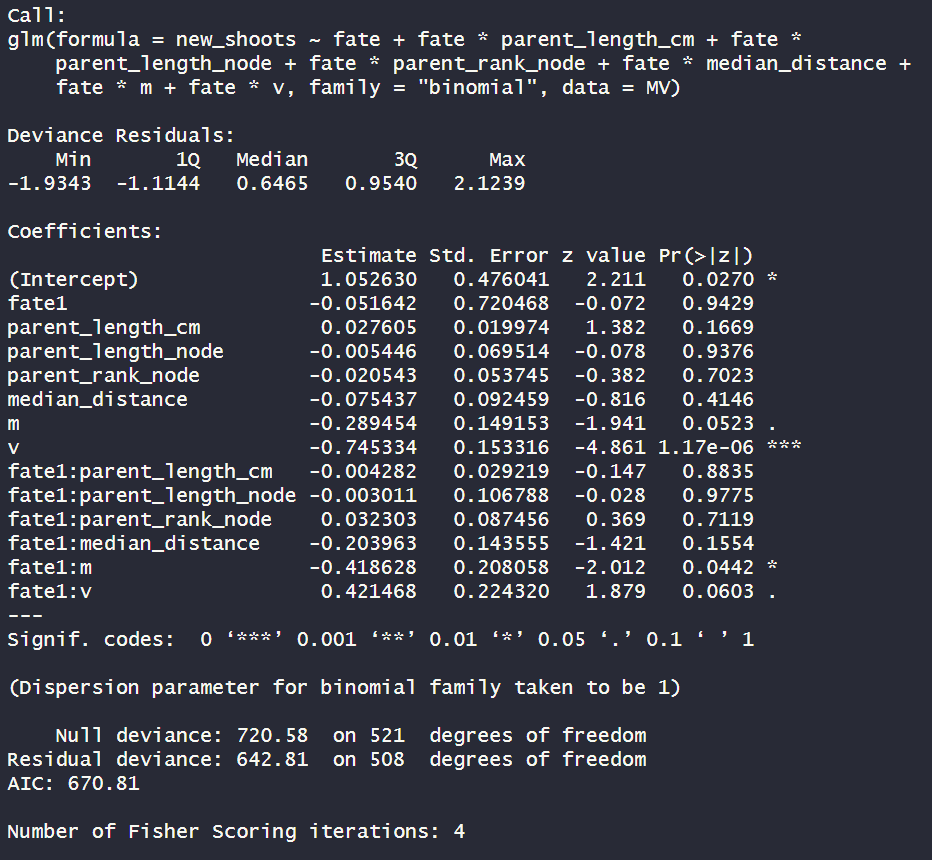 Call:
glm(formula = new_shoots ~ fate + fate * parent_length_cm + fate *
    parent_length_node + fate * parent_rank_node + fate * median_distance +
    fate * m + fate * v, family = "binomial", data = MV)
Deviance Residuals:
    Min       1Q   Median       3Q      Max
-1.9343  -1.1144   0.6465   0.9540   2.1239
Coefficients:
                          Estimate Std. Error z value Pr(>|z|)
(Intercept)               1.052630   0.476041   2.211   0.0270 *
fate1                    -0.051642   0.720468  -0.072   0.9429
parent_length_cm          0.027605   0.019974   1.382   0.1669
parent_length_node       -0.005446   0.069514  -0.078   0.9376
parent_rank_node         -0.020543   0.053745  -0.382   0.7023
median_distance          -0.075437   0.092459  -0.816   0.4146
m                        -0.289454   0.149153  -1.941   0.0523 .
v                        -0.745334   0.153316  -4.861 1.17e-06 ***
fate1:parent_length_cm   -0.004282   0.029219  -0.147   0.8835
fate1:parent_length_node -0.003011   0.106788  -0.028   0.9775
fate1:parent_rank_node    0.032303   0.087456   0.369   0.7119
fate1:median_distance    -0.203963   0.143555  -1.421   0.1554
fate1:m                  -0.418628   0.208058  -2.012   0.0442 *
fate1:v                   0.421468   0.224320   1.879   0.0603 .
---
Signif. codes:  0 ‘***’ 0.001 ‘**’ 0.01 ‘*’ 0.05 ‘.’ 0.1 ‘ ’ 1
(Dispersion parameter for binomial family taken to be 1)
    Null deviance: 720.58  on 521  degrees of freedom
Residual deviance: 642.81  on 508  degrees of freedom
AIC: 670.81
Number of Fisher Scoring iterations: 4